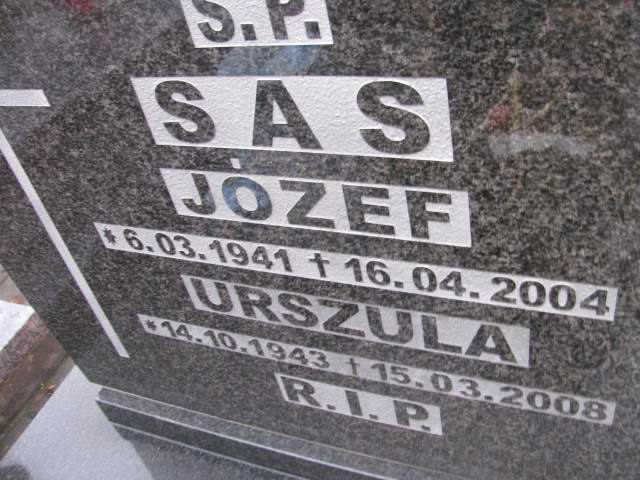 Ś.P.
SAS
JÓZEF
* 6.03.1941 † 16.04.2004
URSZULA
* 14.10.1943 † 15.03.2008
R.I.P.